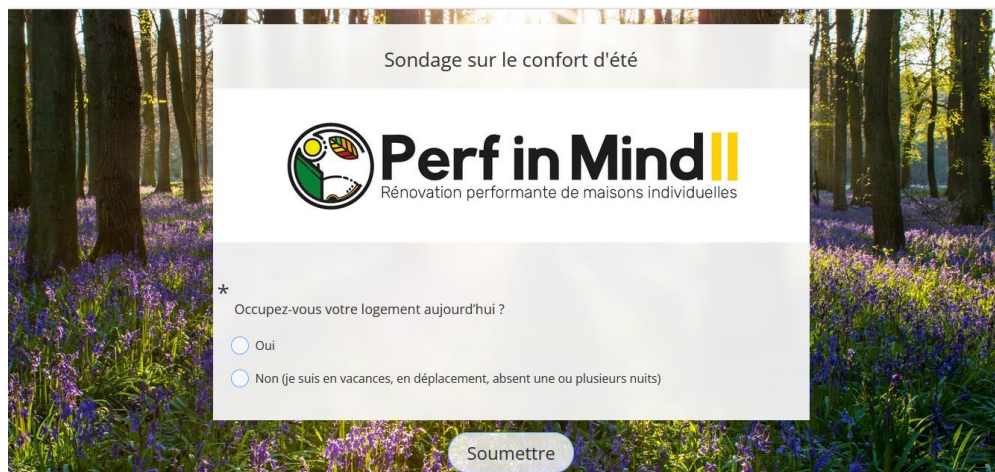 Sondage sur le confort d'été
Perf in Mind II
Rénovation performante de maisons individuelles
*
Occupez-vous votre logement aujourd'hui ?
Oui
Non (je suis en vacances, en déplacement, absent une ou plusieurs nuits)
Soumettre